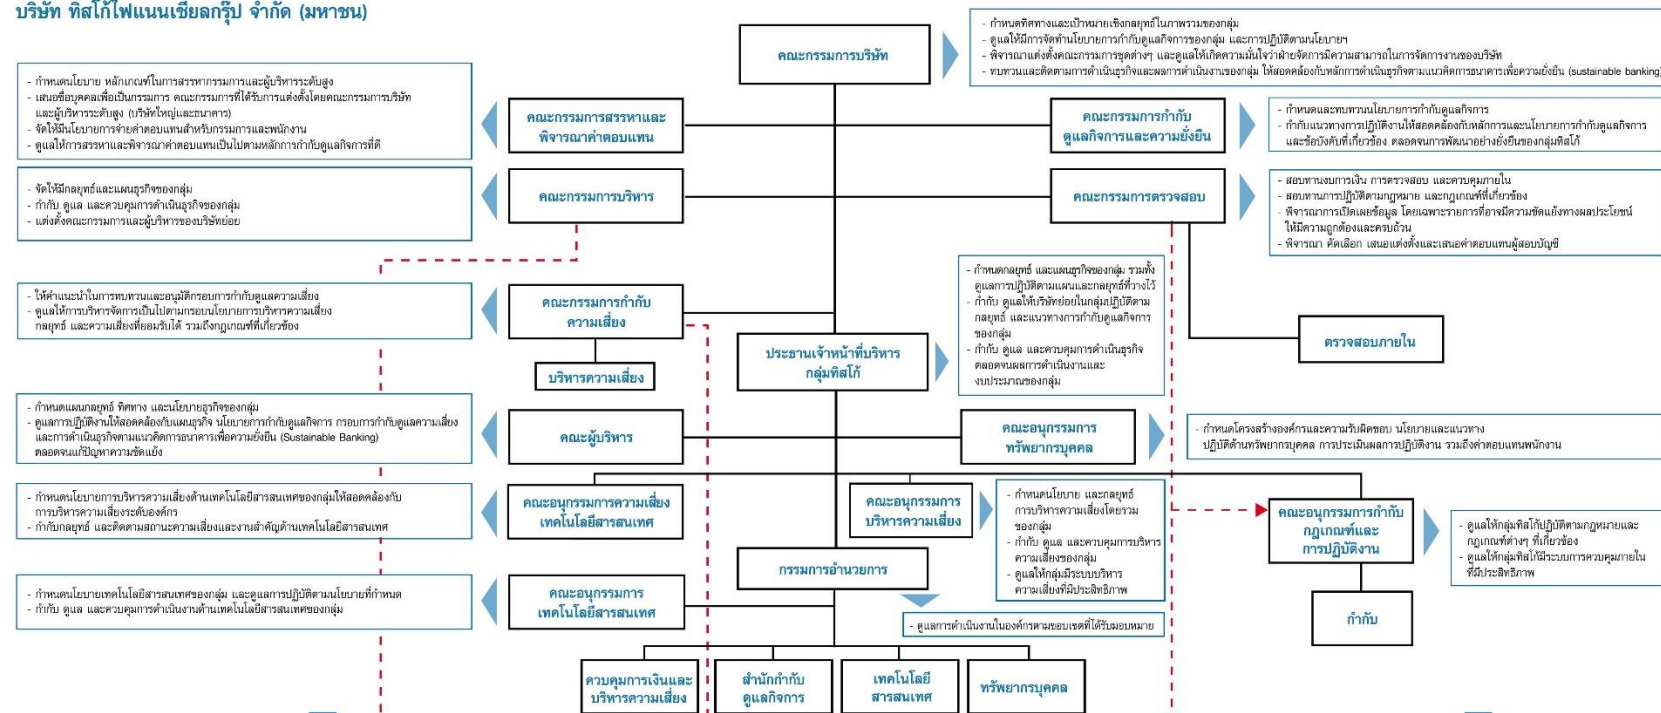 บริษัท ทิสโก้ไฟแนนเชียลกรุ๊ป จำกัด (มหาชน)
คณะกรรมการบริษัท
- กำหนดทิศทางและเป้าหมายเชิงกลยุทธ์ในภาพรวมของกลุ่ม
- ดูแลให้มีการจัดทำนโยบายการกำกับดูแลกิจการของกลุ่ม และการปฏิบัติตามนโยบายฯ
- พิจารณาแต่งตั้งคณะกรรมการชุดต่างๆ และดูแลให้เกิดความมั่นใจว่าฝ่ายจัดการมีความสามารถในการจัดการงานของบริษัท
- ทบทวนและติดตามการดำเนินธุรกิจและผลการดำเนินงานของกลุ่ม ให้สอดคล้องกับหลักการดำเนินธุรกิจตามแนวคิดการธนาคารเพื่อความยั่งยืน (sustainable banking)
- กำหนดนโยบาย หลักเกณฑ์ในการสรรหากรรมการและผู้บริหารระดับสูง
- เสนอชื่อบุคคลเพื่อเป็นกรรมการ คณะกรรมการที่ได้รับการแต่งตั้งโดยคณะกรรมการบริษัท
และผู้บริหารระดับสูง (บริษัทใหญ่และธนาคาร)
- จัดให้มีนโยบายการจ่ายค่าตอบแทนสำหรับกรรมการและพนักงาน
- ดูแลให้การสรรหาและพิจารณาค่าตอบแทนเป็นไปตามหลักการกำกับดูแลกิจการที่ดี
คณะกรรมการสรรหาและ
พิจารณาค่าตอบแทน
คณะกรรมการกำกับ
ดูแลกิจการและความยั่งยืน
- กำหนดและทบทวนนโยบายการกำกับดูแลกิจการ
- กำกับแนวทางการปฏิบัติงานให้สอดคล้องกับหลักการและนโยบายการกำกับดูแลกิจการ
และข้อบังคับที่เกี่ยวข้อง ตลอดจนการพัฒนาอย่างยั่งยืนของกลุ่มทิสโก้
- จัดให้มีกลยุทธ์และแผนธุรกิจของกลุ่ม
- กำกับ ดูแล และควบคุมการดำเนินธุรกิจของกลุ่ม
- แต่งตั้งคณะกรรมการและผู้บริหารของบริษัทย่อย
คณะกรรมการบริหาร
คณะกรรมการตรวจสอบ
- สอบทานงบการเงิน การตรวจสอบ และควบคุมภายใน
- สอบทานการปฏิบัติตามกฎหมาย และกฎเกณฑ์ที่เกี่ยวข้อง
- พิจารณาการเปิดเผยข้อมูล โดยเฉพาะรายการที่อาจมีความขัดแย้งทางผลประโยชน์
ให้มีความถูกต้องและครบถ้วน
- พิจารณา คัดเลือก เสนอแต่งตั้งและเสนอค่าตอบแทนผู้สอบบัญชี
- ให้คำแนะนำในการทบทวนและอนุมัติกรอบการกำกับดูแลความเสี่ยง
- ดูแลให้การบริหารจัดการเป็นไปตามกรอบนโยบายการบริหารความเสี่ยง
กลยุทธ์ และความเสี่ยงที่ยอมรับได้ รวมถึงกฎเกณฑ์ที่เกี่ยวข้อง
คณะกรรมการกำกับ
ความเสี่ยง
บริหารความเสี่ยง
ประธานเจ้าหน้าที่บริหาร
กลุ่มทิสโก้
- กำหนดกลยุทธ์ และแผนธุรกิจของกลุ่ม รวมทั้ง
ดูแลการปฏิบัติตามแผนและกลยุทธ์ที่วางไว้
- กำกับ ดูแลให้บริษัทย่อยในกลุ่มปฏิบัติตาม
กลยุทธ์ และแนวทางการกำกับดูแลกิจการ
ของกลุ่ม
- กำกับ ดูแล และควบคุมการดำเนินธุรกิจ
ตลอดจนผลการดำเนินงานและ
งบประมาณของกลุ่ม
ตรวจสอบภายใน
- กำหนดแผนกลยุทธ์ ทิศทาง และนโยบายธุรกิจของกลุ่ม
- ดูแลการปฏิบัติงานให้สอดคล้องกับแผนธุรกิจ นโยบายการกำกับดูแลกิจการ กรอบการกำกับดูแลความเสี่ยง
และการดำเนินธุรกิจตามแนวคิดการธนาคารเพื่อความยั่งยืน (Sustainable Banking)
ตลอดจนแก้ปัญหาความขัดแย้ง
คณะผู้บริหาร
คณะอนุกรรมการ
ทรัพยากรบุคคล
- กำหนดโครงสร้างองค์กรและความรับผิดชอบ นโยบายและแนวทาง
ปฏิบัติด้านทรัพยากรบุคคล การประเมินผลการปฏิบัติงาน รวมถึงค่าตอบแทนพนักงาน
- กำหนดนโยบายการบริหารความเสี่ยงด้านเทคโนโลยีสารสนเทศของกลุ่มให้สอดคล้องกับ
การบริหารความเสี่ยงระดับองค์กร
- กำกับกลยุทธ์ และติดตามสถานะความเสี่ยงและงานสำคัญด้านเทคโนโลยีสารสนเทศ
คณะอนุกรรมการความเสี่ยง
เทคโนโลยีสารสนเทศ
คณะอนุกรรมการ
บริหารความเสี่ยง
- กำหนดนโยบาย และกลยุทธ์
การบริหารความเสี่ยงโดยรวม
ของกลุ่ม
- กำกับ ดูแล และควบคุมการบริหาร
ความเสี่ยงของกลุ่ม
- ดูแลให้กลุ่มมีระบบบริหาร
ความเสี่ยงที่มีประสิทธิภาพ
คณะอนุกรรมการกำกับ
กฎเกณฑ์และ
การปฏิบัติงาน
- ดูแลให้กลุ่มทิสโก้ปฏิบัติตามกฎหมายและ
กฎเกณฑ์ต่างๆ ที่เกี่ยวข้อง
- ดูแลให้กลุ่มทิสโก้มีระบบการควบคุมภายใน
ที่มีประสิทธิภาพ
กรรมการอำนวยการ
- กำหนดนโยบายเทคโนโลยีสารสนเทศของกลุ่ม และดูแลการปฏิบัติตามนโยบายที่กำหนด
- กำกับ ดูแล และควบคุมการดำเนินงานด้านเทคโนโลยีสารสนเทศของกลุ่ม
คณะอนุกรรมการ
เทคโนโลยีสารสนเทศ
- ดูแลการดำเนินงานในองค์กรตามขอบเขตที่ได้รับมอบหมาย
กำกับ
ควบคุมการเงินและ
บริหารความเสี่ยง
สำนักกำกับ
ดูแลกิจการ
เทคโนโลยี
สารสนเทศ
ทรัพยากรบุคคล